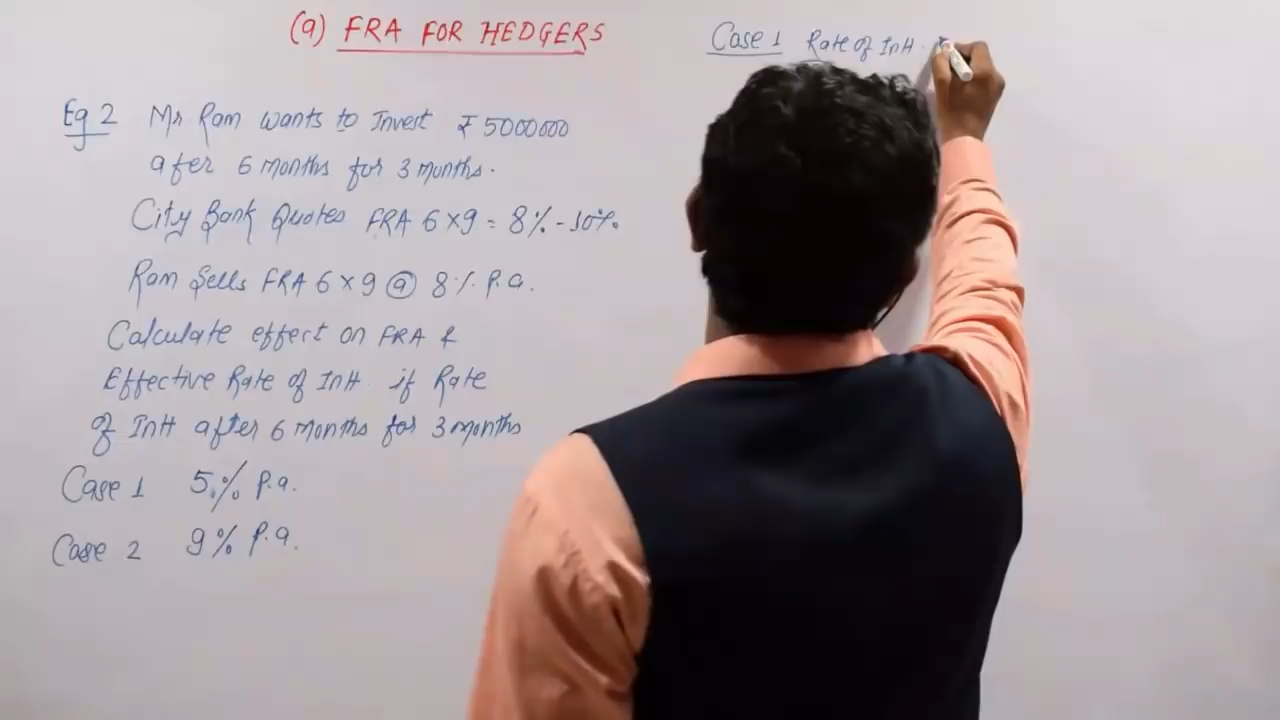 (a) FRA FOR HEDGERS
Eg 2 Mr Ram wants to Invest ₹ 5000000
after 6 months for 3 months.
City Bank Quotes FRA 6 x 9 = 8% - 10%
Ram Sells FRA 6 x 9 @ 8% P.a.
Calculate effect on FRA &
Effective Rate of Intt if Rate
of Intt after 6 months for 3 months
Case 1 5% P.a.
Case 2 9% P.a.
Case 1 Rate of Intt